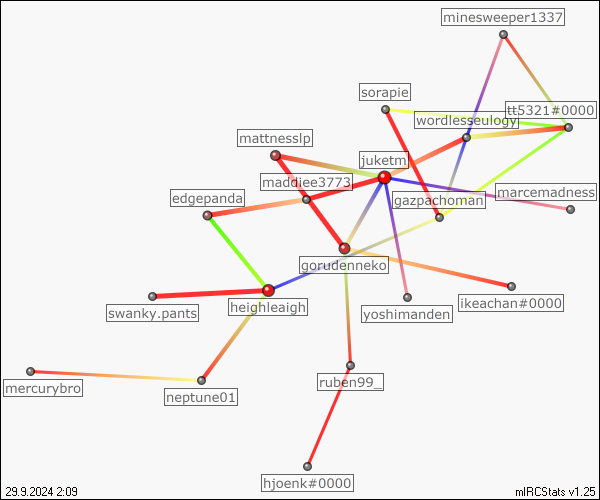 minesweeper1337
sorapie
tt5321#0000
wordlesseulogy
mattnesslp
juketm
maddiee3773
edgepanda
gazpachoman
marcemadness
gorudenneko
swanky.pants
heighleaigh
yoshimanden
ikeachan#0000
mercurybro
neptune01
ruben99_
hjoenk#0000
29.9.2024 2:09
mIRCStats v1.25